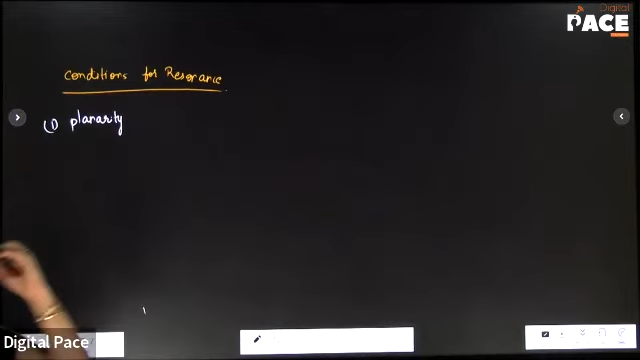 Digital
PACE
Conditions for Resonance
(1) planarity
Digital Pace